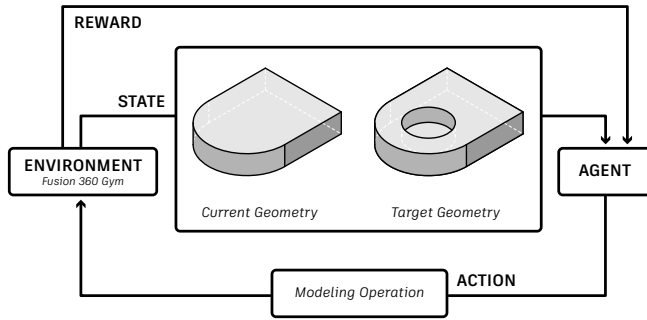 REWARD
STATE
ENVIRONMENT
Fusion 360 Gym
AGENT
Current Geometry
Target Geometry
Modeling Operation
ACTION